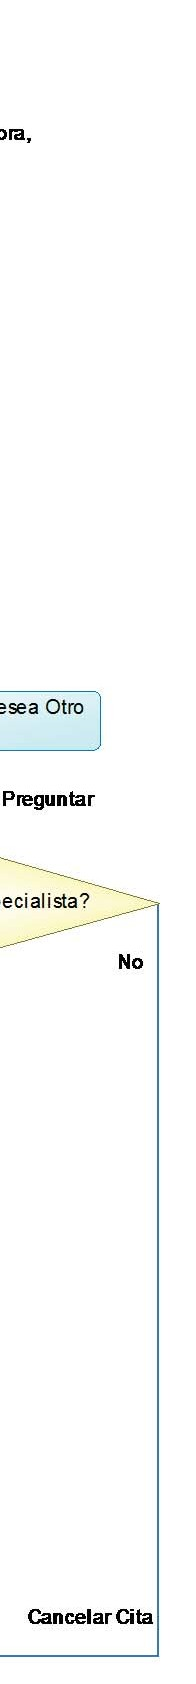 ora,
esea Otro
Preguntar
ecialista?
No
Cancelar Cita